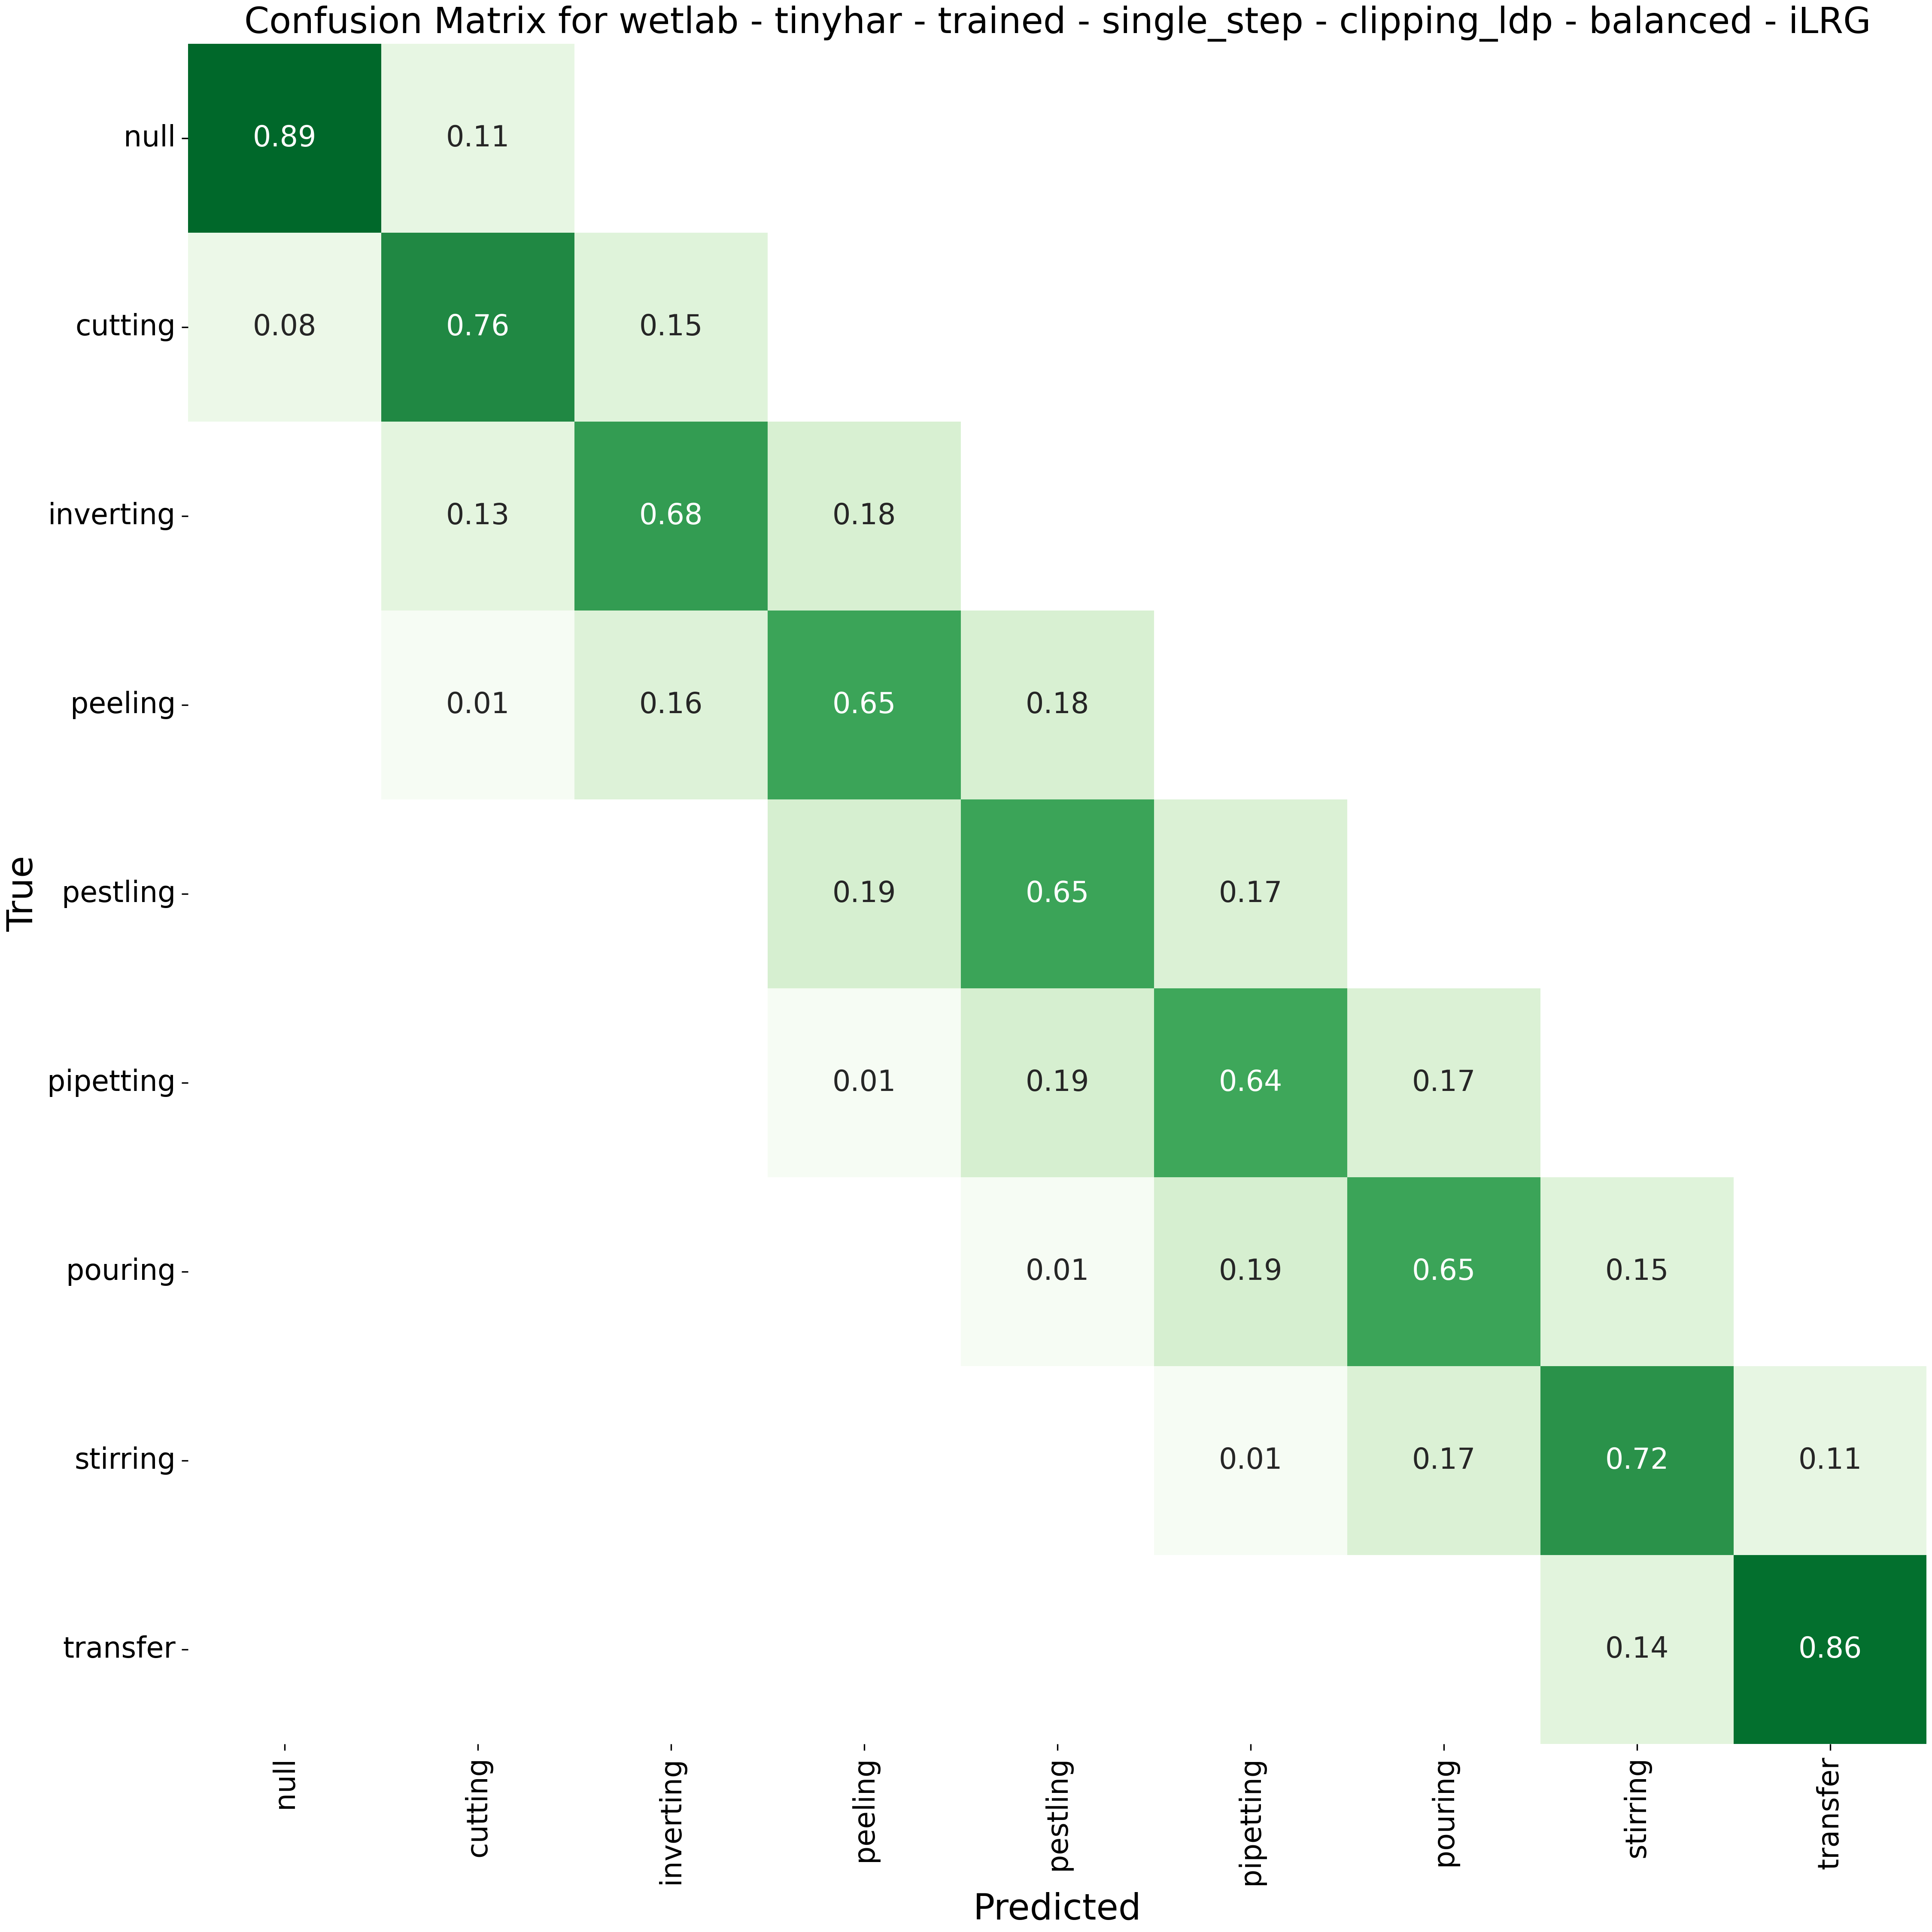 Confusion Matrix for wetlab - tinyhar - trained - single_step - clipping_ldp - balanced - iLRG
null 0.89 0.11
cutting 0.08 0.76 0.15
inverting 0.13 0.68 0.18
peeling 0.01 0.16 0.65 0.18
pestling 0.19 0.65 0.17
pipetting 0.01 0.19 0.64 0.17
pouring 0.01 0.19 0.65 0.15
stirring 0.01 0.17 0.72 0.11
transfer 0.14 0.86
True
null cutting inverting peeling pestling pipetting pouring stirring transfer
Predicted